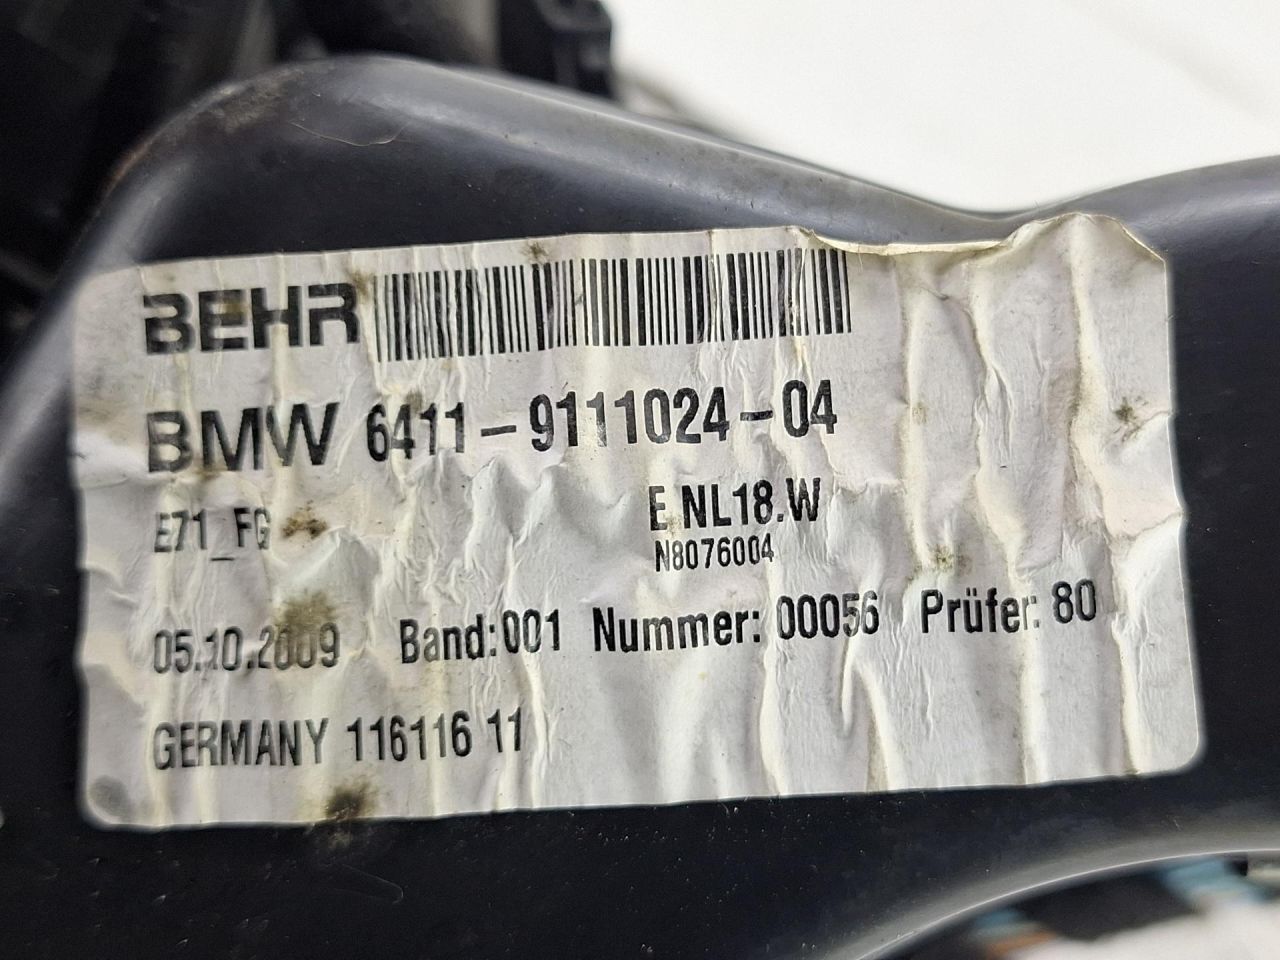 BEHR
BMW 6411-9111024-04
E71_FG E NL18.W
N8076004
05.10.2009 Band:001 Nummer:00056 Prüfer:80
GERMANY 116116 11